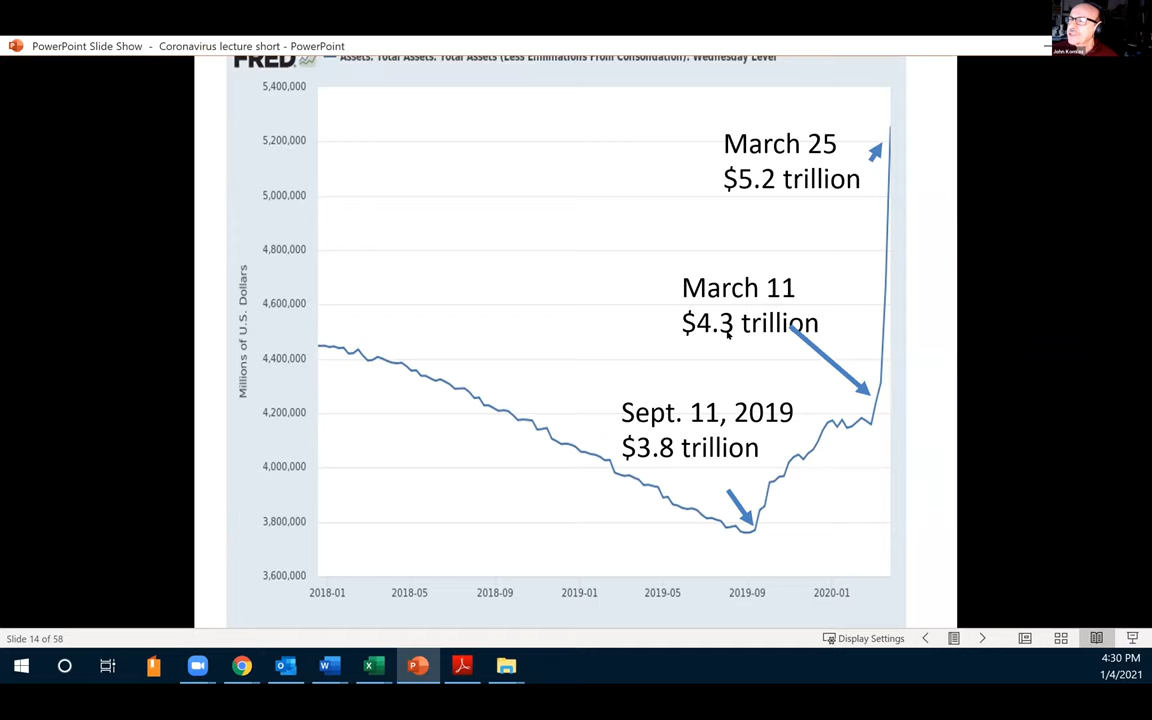 PowerPoint Slide Show - Coronavirus lecture short - PowerPoint
John Komlos
FRED
Assets: Total Assets: Total Assets (Less Eliminations From Consolidation): Wednesday Level
5,400,000
5,200,000
5,000,000
4,800,000
4,600,000
4,400,000
4,200,000
4,000,000
3,800,000
3,600,000
Millions of U.S. Dollars
March 25
$5.2 trillion
March 11
$4.3 trillion
Sept. 11, 2019
$3.8 trillion
2018-01
2018-05
2018-09
2019-01
2019-05
2019-09
2020-01
Slide 14 of 58
Display Settings
4:30 PM
1/4/2021